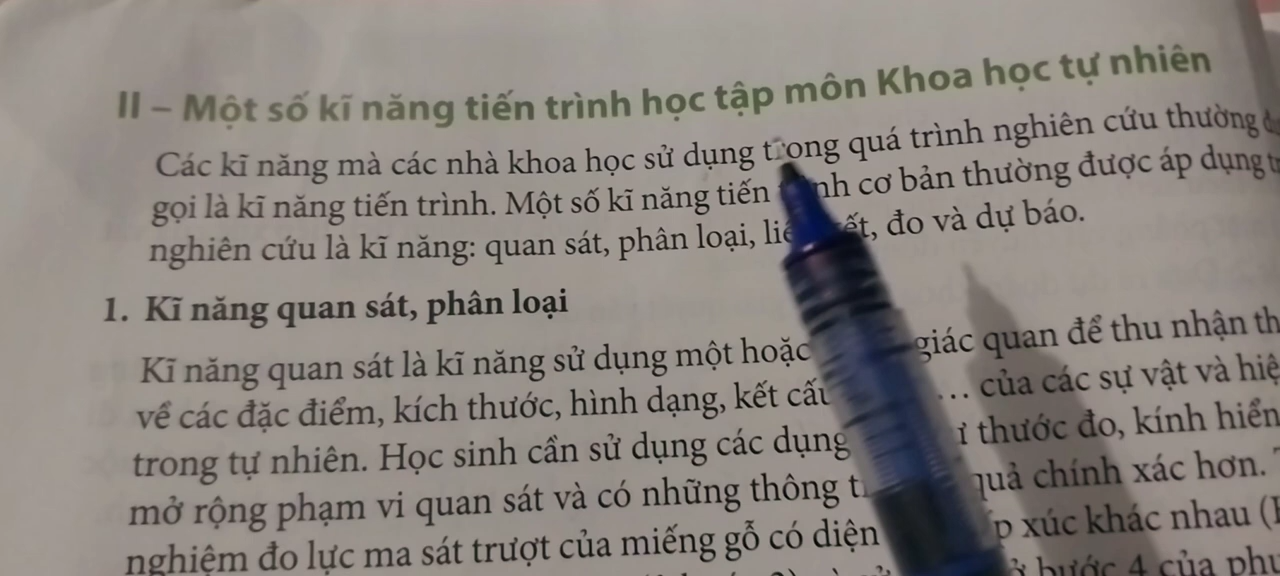 II – Một số kĩ năng tiến trình học tập môn Khoa học tự nhiên
Các kĩ năng mà các nhà khoa học sử dụng trong quá trình nghiên cứu thường
gọi là kĩ năng tiến trình. Một số kĩ năng tiến cơ bản thường được áp dụng
nghiên cứu là kĩ năng: quan sát, phân loại, đo và dự báo.
1. Kĩ năng quan sát, phân loại
Kĩ năng quan sát là kĩ năng sử dụng một hoặc giác quan để thu nhận
về các đặc điểm, kích thước, hình dạng, kết ... của các sự vật và
trong tự nhiên. Học sinh cần sử dụng các dụng thước đo, kính hiển
mở rộng phạm vi quan sát và có những thông quả chính xác hơn.
nghiệm đo lực ma sát trượt của miếng gỗ có diện xúc khác nhau
bước 4 của